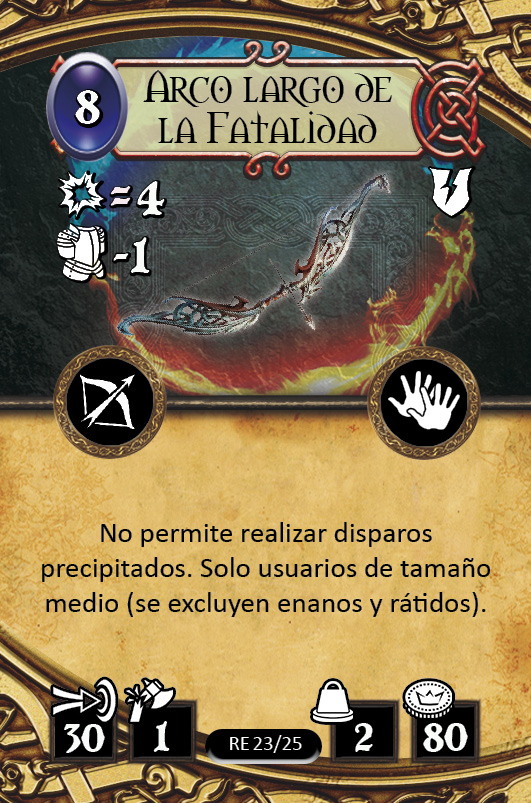 8
Arco largo de
la Fatalidad
=4
-1
No permite realizar disparos
precipitados. Solo usuarios de tamaño
medio (se excluyen enanos y rátidos).
30 1 RE 23/25 2 80